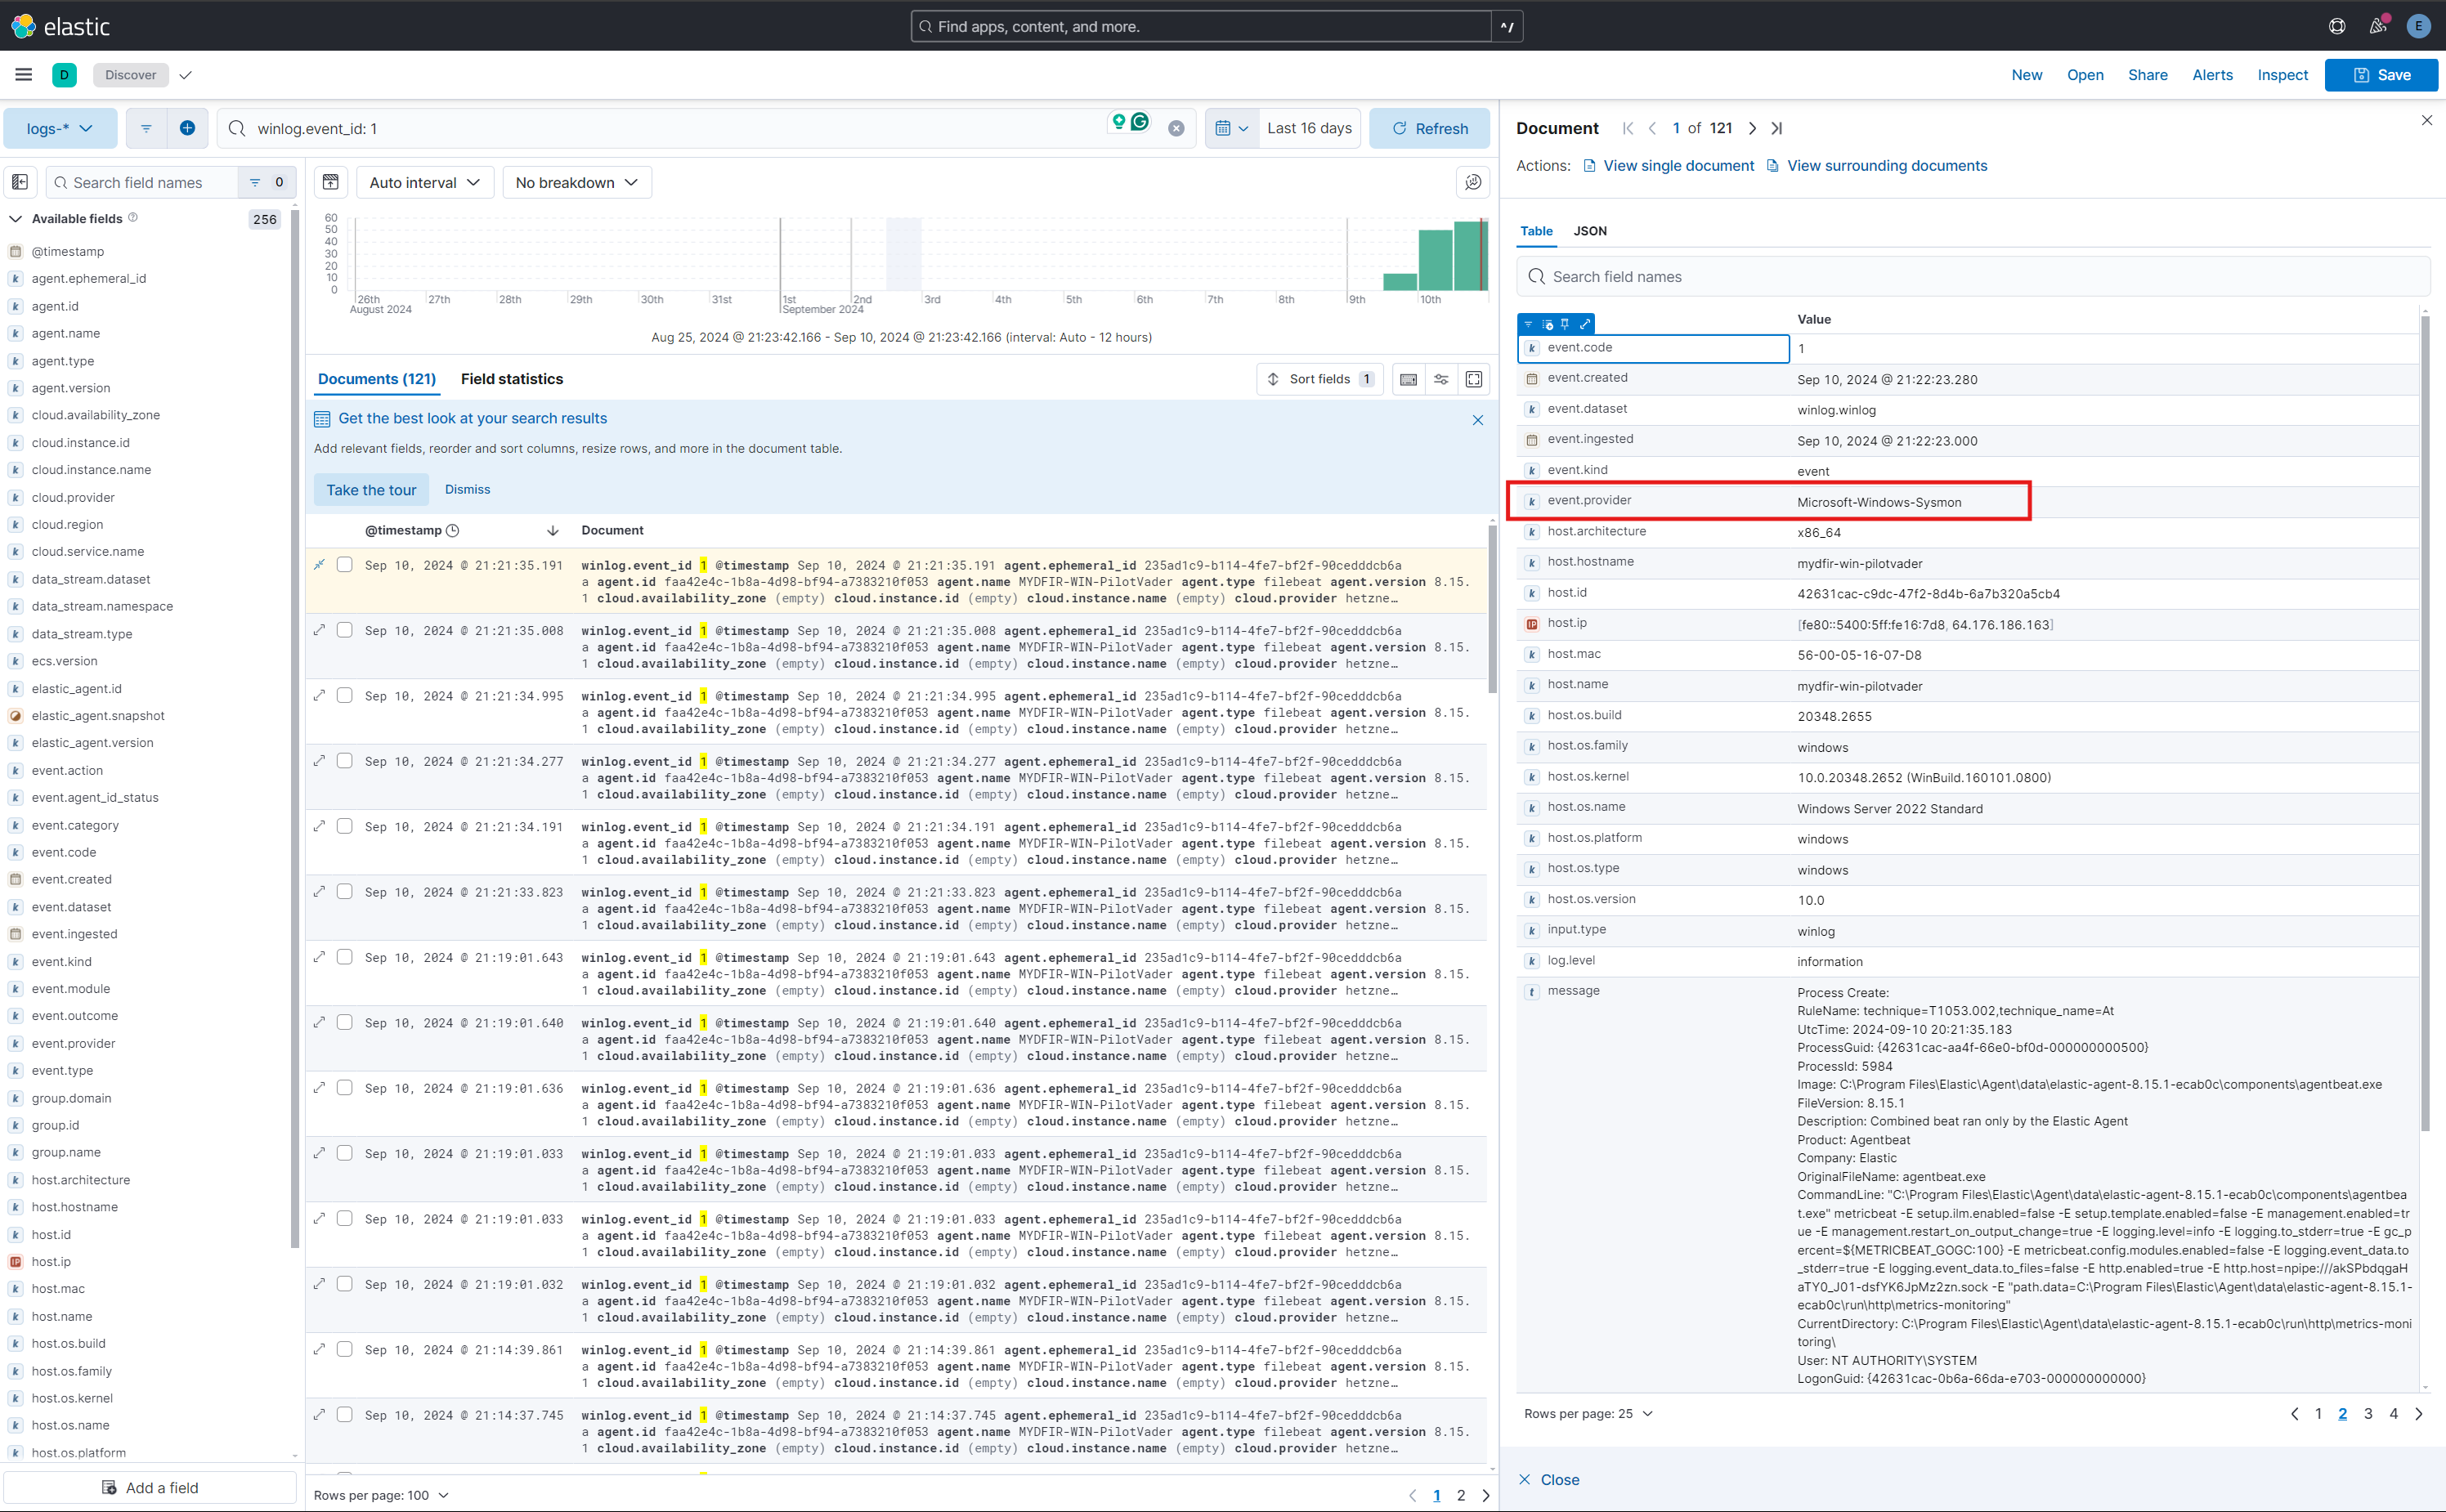 elastic
Find apps, content, and more.
^/
E
D
Discover
New
Open
Share
Alerts
Inspect
Save
logs-*
winlog.event_id: 1
Last 16 days
Refresh
Search field names
0
Available fields
256
@timestamp
agent.ephemeral_id
agent.id
agent.name
agent.type
agent.version
cloud.availability_zone
cloud.instance.id
cloud.instance.name
cloud.provider
cloud.region
cloud.service.name
data_stream.dataset
data_stream.namespace
data_stream.type
ecs.version
elastic_agent.id
elastic_agent.snapshot
elastic_agent.version
event.action
event.agent_id_status
event.category
event.code
event.created
event.dataset
event.ingested
event.kind
event.module
event.outcome
event.provider
event.type
group.domain
group.id
group.name
host.architecture
host.hostname
host.id
host.ip
host.mac
host.name
host.os.build
host.os.family
host.os.kernel
host.os.name
host.os.platform
Add a field
Auto interval
No breakdown
60
50
40
30
20
10
0
26th
August 2024
27th
28th
29th
30th
31st
1st
September 2024
2nd
3rd
4th
5th
6th
7th
8th
9th
10th
Aug 25, 2024 @ 21:23:42.166 - Sep 10, 2024 @ 21:23:42.166 (interval: Auto - 12 hours)
Documents (121)
Field statistics
Sort fields 1
Get the best look at your search results
Add relevant fields, reorder and sort columns, resize rows, and more in the document table.
Take the tour
Dismiss
@timestamp
Document
Sep 10, 2024 @ 21:21:35.191
winlog.event_id 1 @timestamp Sep 10, 2024 @ 21:21:35.191 agent.ephemeral_id 235ad1c9-b114-4fe7-bf2f-90cedddcb6a
a agent.id faa42e4c-1b8a-4d98-bf94-a7383210f053 agent.name MYDFIR-WIN-PilotVader agent.type filebeat agent.version 8.15.
1 cloud.availability_zone (empty) cloud.instance.id (empty) cloud.instance.name (empty) cloud.provider hetzne…
Sep 10, 2024 @ 21:21:35.008
winlog.event_id 1 @timestamp Sep 10, 2024 @ 21:21:35.008 agent.ephemeral_id 235ad1c9-b114-4fe7-bf2f-90cedddcb6a
a agent.id faa42e4c-1b8a-4d98-bf94-a7383210f053 agent.name MYDFIR-WIN-PilotVader agent.type filebeat agent.version 8.15.
1 cloud.availability_zone (empty) cloud.instance.id (empty) cloud.instance.name (empty) cloud.provider hetzne…
Sep 10, 2024 @ 21:21:34.995
winlog.event_id 1 @timestamp Sep 10, 2024 @ 21:21:34.995 agent.ephemeral_id 235ad1c9-b114-4fe7-bf2f-90cedddcb6a
a agent.id faa42e4c-1b8a-4d98-bf94-a7383210f053 agent.name MYDFIR-WIN-PilotVader agent.type filebeat agent.version 8.15.
1 cloud.availability_zone (empty) cloud.instance.id (empty) cloud.instance.name (empty) cloud.provider hetzne…
Sep 10, 2024 @ 21:21:34.277
winlog.event_id 1 @timestamp Sep 10, 2024 @ 21:21:34.277 agent.ephemeral_id 235ad1c9-b114-4fe7-bf2f-90cedddcb6a
a agent.id faa42e4c-1b8a-4d98-bf94-a7383210f053 agent.name MYDFIR-WIN-PilotVader agent.type filebeat agent.version 8.15.
1 cloud.availability_zone (empty) cloud.instance.id (empty) cloud.instance.name (empty) cloud.provider hetzne…
Sep 10, 2024 @ 21:21:34.191
winlog.event_id 1 @timestamp Sep 10, 2024 @ 21:21:34.191 agent.ephemeral_id 235ad1c9-b114-4fe7-bf2f-90cedddcb6a
a agent.id faa42e4c-1b8a-4d98-bf94-a7383210f053 agent.name MYDFIR-WIN-PilotVader agent.type filebeat agent.version 8.15.
1 cloud.availability_zone (empty) cloud.instance.id (empty) cloud.instance.name (empty) cloud.provider hetzne…
Sep 10, 2024 @ 21:21:33.823
winlog.event_id 1 @timestamp Sep 10, 2024 @ 21:21:33.823 agent.ephemeral_id 235ad1c9-b114-4fe7-bf2f-90cedddcb6a
a agent.id faa42e4c-1b8a-4d98-bf94-a7383210f053 agent.name MYDFIR-WIN-PilotVader agent.type filebeat agent.version 8.15.
1 cloud.availability_zone (empty) cloud.instance.id (empty) cloud.instance.name (empty) cloud.provider hetzne…
Sep 10, 2024 @ 21:19:01.643
winlog.event_id 1 @timestamp Sep 10, 2024 @ 21:19:01.643 agent.ephemeral_id 235ad1c9-b114-4fe7-bf2f-90cedddcb6a
a agent.id faa42e4c-1b8a-4d98-bf94-a7383210f053 agent.name MYDFIR-WIN-PilotVader agent.type filebeat agent.version 8.15.
1 cloud.availability_zone (empty) cloud.instance.id (empty) cloud.instance.name (empty) cloud.provider hetzne…
Sep 10, 2024 @ 21:19:01.640
winlog.event_id 1 @timestamp Sep 10, 2024 @ 21:19:01.640 agent.ephemeral_id 235ad1c9-b114-4fe7-bf2f-90cedddcb6a
a agent.id faa42e4c-1b8a-4d98-bf94-a7383210f053 agent.name MYDFIR-WIN-PilotVader agent.type filebeat agent.version 8.15.
1 cloud.availability_zone (empty) cloud.instance.id (empty) cloud.instance.name (empty) cloud.provider hetzne…
Sep 10, 2024 @ 21:19:01.636
winlog.event_id 1 @timestamp Sep 10, 2024 @ 21:19:01.636 agent.ephemeral_id 235ad1c9-b114-4fe7-bf2f-90cedddcb6a
a agent.id faa42e4c-1b8a-4d98-bf94-a7383210f053 agent.name MYDFIR-WIN-PilotVader agent.type filebeat agent.version 8.15.
1 cloud.availability_zone (empty) cloud.instance.id (empty) cloud.instance.name (empty) cloud.provider hetzne…
Sep 10, 2024 @ 21:19:01.033
winlog.event_id 1 @timestamp Sep 10, 2024 @ 21:19:01.033 agent.ephemeral_id 235ad1c9-b114-4fe7-bf2f-90cedddcb6a
a agent.id faa42e4c-1b8a-4d98-bf94-a7383210f053 agent.name MYDFIR-WIN-PilotVader agent.type filebeat agent.version 8.15.
1 cloud.availability_zone (empty) cloud.instance.id (empty) cloud.instance.name (empty) cloud.provider hetzne…
Sep 10, 2024 @ 21:19:01.033
winlog.event_id 1 @timestamp Sep 10, 2024 @ 21:19:01.033 agent.ephemeral_id 235ad1c9-b114-4fe7-bf2f-90cedddcb6a
a agent.id faa42e4c-1b8a-4d98-bf94-a7383210f053 agent.name MYDFIR-WIN-PilotVader agent.type filebeat agent.version 8.15.
1 cloud.availability_zone (empty) cloud.instance.id (empty) cloud.instance.name (empty) cloud.provider hetzne…
Sep 10, 2024 @ 21:19:01.032
winlog.event_id 1 @timestamp Sep 10, 2024 @ 21:19:01.032 agent.ephemeral_id 235ad1c9-b114-4fe7-bf2f-90cedddcb6a
a agent.id faa42e4c-1b8a-4d98-bf94-a7383210f053 agent.name MYDFIR-WIN-PilotVader agent.type filebeat agent.version 8.15.
1 cloud.availability_zone (empty) cloud.instance.id (empty) cloud.instance.name (empty) cloud.provider hetzne…
Sep 10, 2024 @ 21:14:39.861
winlog.event_id 1 @timestamp Sep 10, 2024 @ 21:14:39.861 agent.ephemeral_id 235ad1c9-b114-4fe7-bf2f-90cedddcb6a
a agent.id faa42e4c-1b8a-4d98-bf94-a7383210f053 agent.name MYDFIR-WIN-PilotVader agent.type filebeat agent.version 8.15.
1 cloud.availability_zone (empty) cloud.instance.id (empty) cloud.instance.name (empty) cloud.provider hetzne…
Sep 10, 2024 @ 21:14:37.745
winlog.event_id 1 @timestamp Sep 10, 2024 @ 21:14:37.745 agent.ephemeral_id 235ad1c9-b114-4fe7-bf2f-90cedddcb6a
a agent.id faa42e4c-1b8a-4d98-bf94-a7383210f053 agent.name MYDFIR-WIN-PilotVader agent.type filebeat agent.version 8.15.
1 cloud.availability_zone (empty) cloud.instance.id (empty) cloud.instance.name (empty) cloud.provider hetzne…
Rows per page: 100
1 2
Document
1 of 121
Actions: View single document View surrounding documents
Table
JSON
Search field names
Value
event.code 1
event.created Sep 10, 2024 @ 21:22:23.280
event.dataset winlog.winlog
event.ingested Sep 10, 2024 @ 21:22:23.000
event.kind event
event.provider Microsoft-Windows-Sysmon
host.architecture x86_64
host.hostname mydfir-win-pilotvader
host.id 42631cac-c9dc-47f2-8d4b-6a7b320a5cb4
host.ip [fe80::5400:5ff:fe16:7d8, 64.176.186.163]
host.mac 56-00-05-16-07-D8
host.name mydfir-win-pilotvader
host.os.build 20348.2655
host.os.family windows
host.os.kernel 10.0.20348.2652 (WinBuild.160101.0800)
host.os.name Windows Server 2022 Standard
host.os.platform windows
host.os.type windows
host.os.version 10.0
input.type winlog
log.level information
message Process Create:
RuleName: technique=T1053.002,technique_name=At
UtcTime: 2024-09-10 20:21:35.183
ProcessGuid: {42631cac-aa4f-66e0-bf0d-000000000500}
ProcessId: 5984
Image: C:\Program Files\Elastic\Agent\data\elastic-agent-8.15.1-ecab0c\components\agentbeat.exe
FileVersion: 8.15.1
Description: Combined beat ran only by the Elastic Agent
Product: Agentbeat
Company: Elastic
OriginalFileName: agentbeat.exe
CommandLine: "C:\Program Files\Elastic\Agent\data\elastic-agent-8.15.1-ecab0c\components\agentbea
t.exe" metricbeat -E setup.ilm.enabled=false -E setup.template.enabled=false -E management.enabled=tr
ue -E management.restart_on_output_change=true -E logging.level=info -E logging.to_stderr=true -E gc_p
ercent=${METRICBEAT_GOGC:100} -E metricbeat.config.modules.enabled=false -E logging.event_data.to
_stderr=true -E logging.event_data.to_files=false -E http.enabled=true -E http.host=npipe:///akSPbdqgaH
aTY0_J01-dsfYK6JpMz2zn.sock -E "path.data=C:\Program Files\Elastic\Agent\data\elastic-agent-8.15.1-
ecab0c\run\http\metrics-monitoring"
CurrentDirectory: C:\Program Files\Elastic\Agent\data\elastic-agent-8.15.1-ecab0c\run\http\metrics-moni
toring\
User: NT AUTHORITY\SYSTEM
LogonGuid: {42631cac-0b6a-66da-e703-000000000000}
Rows per page: 25
1 2 3 4
Close